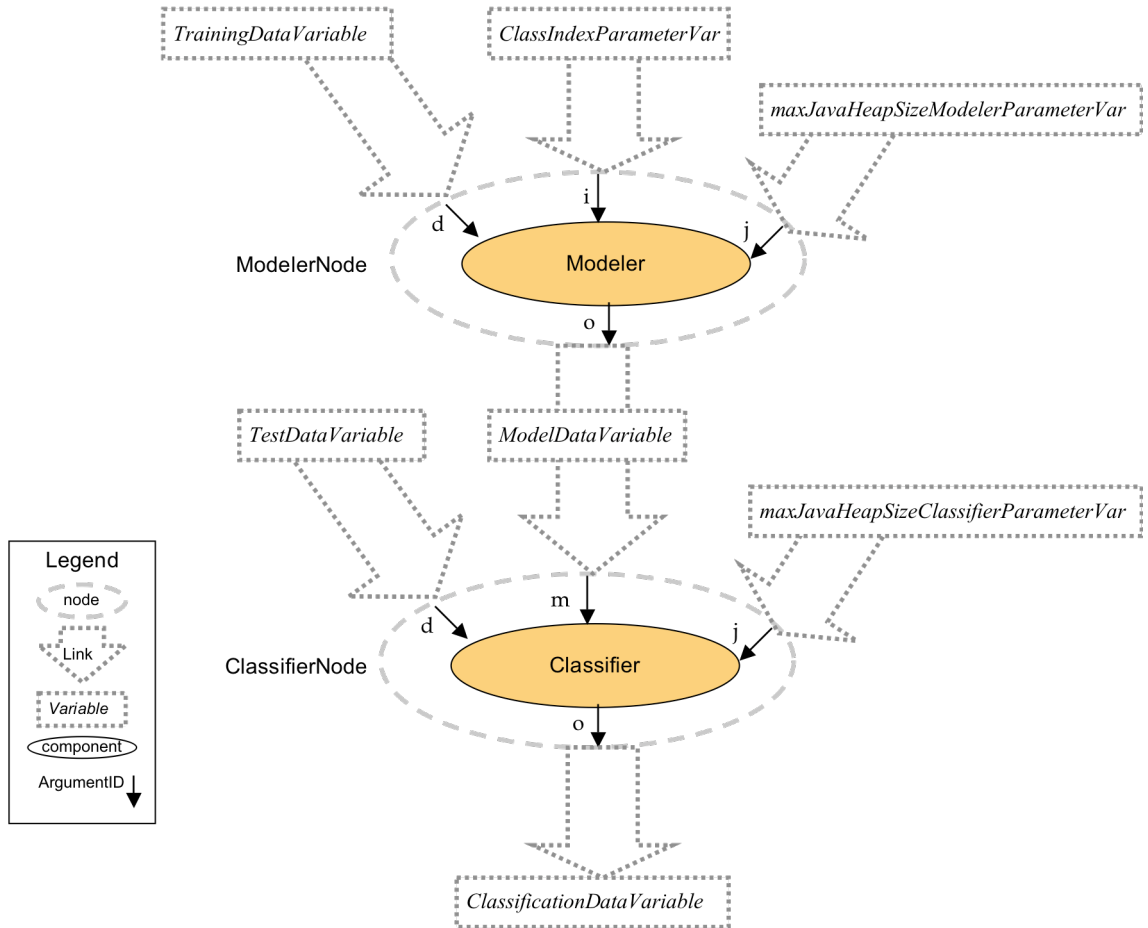 TrainingDataVariable
ClassIndexParameterVar
maxJavaHeapSizeModelerParameterVar
d
i
j
ModelerNode
Modeler
o
TestDataVariable
ModelDataVariable
maxJavaHeapSizeClassifierParameterVar
d
m
j
ClassifierNode
Classifier
o
ClassificationDataVariable
Legend
node
Link
Variable
component
ArgumentID